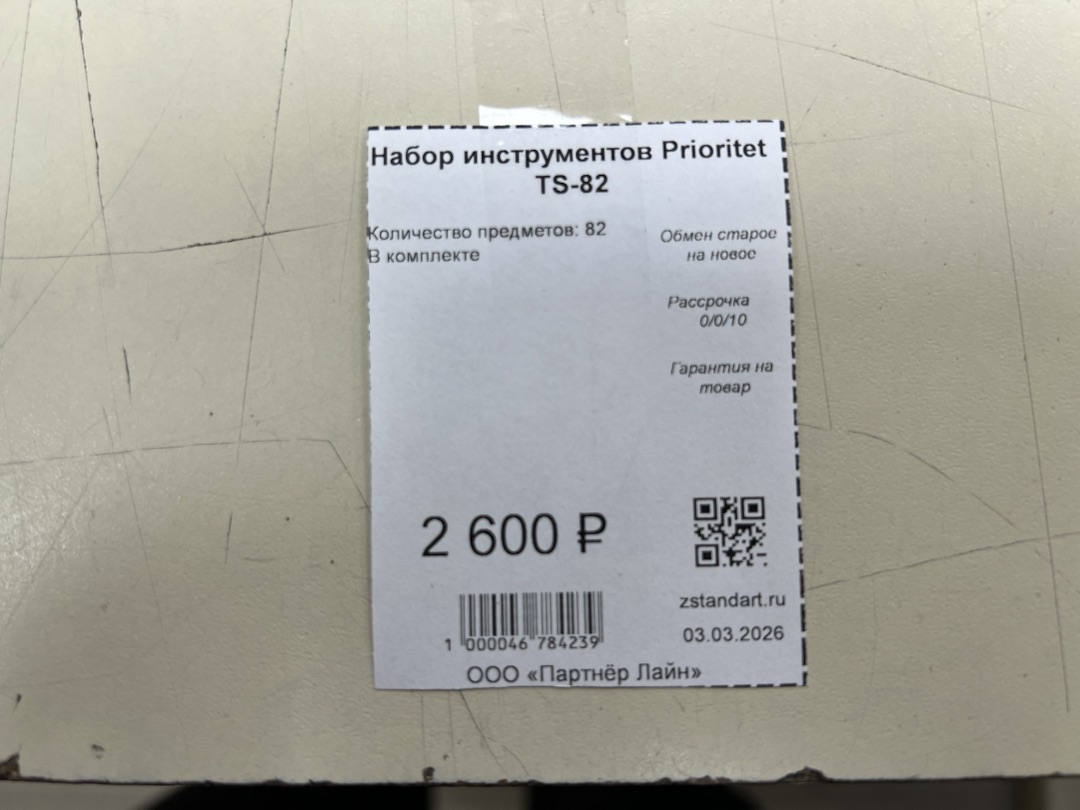 Набор инструментов Prioritet
TS-82
Количество предметов: 82
В комплекте
Обмен старое
на новое
Рассрочка
0/0/10
Гарантия на
товар
2 600 ₽
1 000046 784239
zstandart.ru
03.03.2026
ООО «Партнёр Лайн»